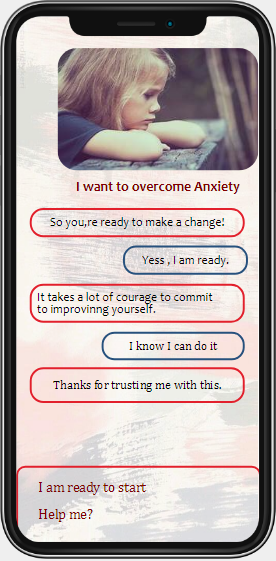 I want to overcome Anxiety
So you,re ready to make a change!
Yess , I am ready.
It takes a lot of courage to commit
to improvinng yourself.
I know I can do it
Thanks for trusting me with this.
I am ready to start
Help me?